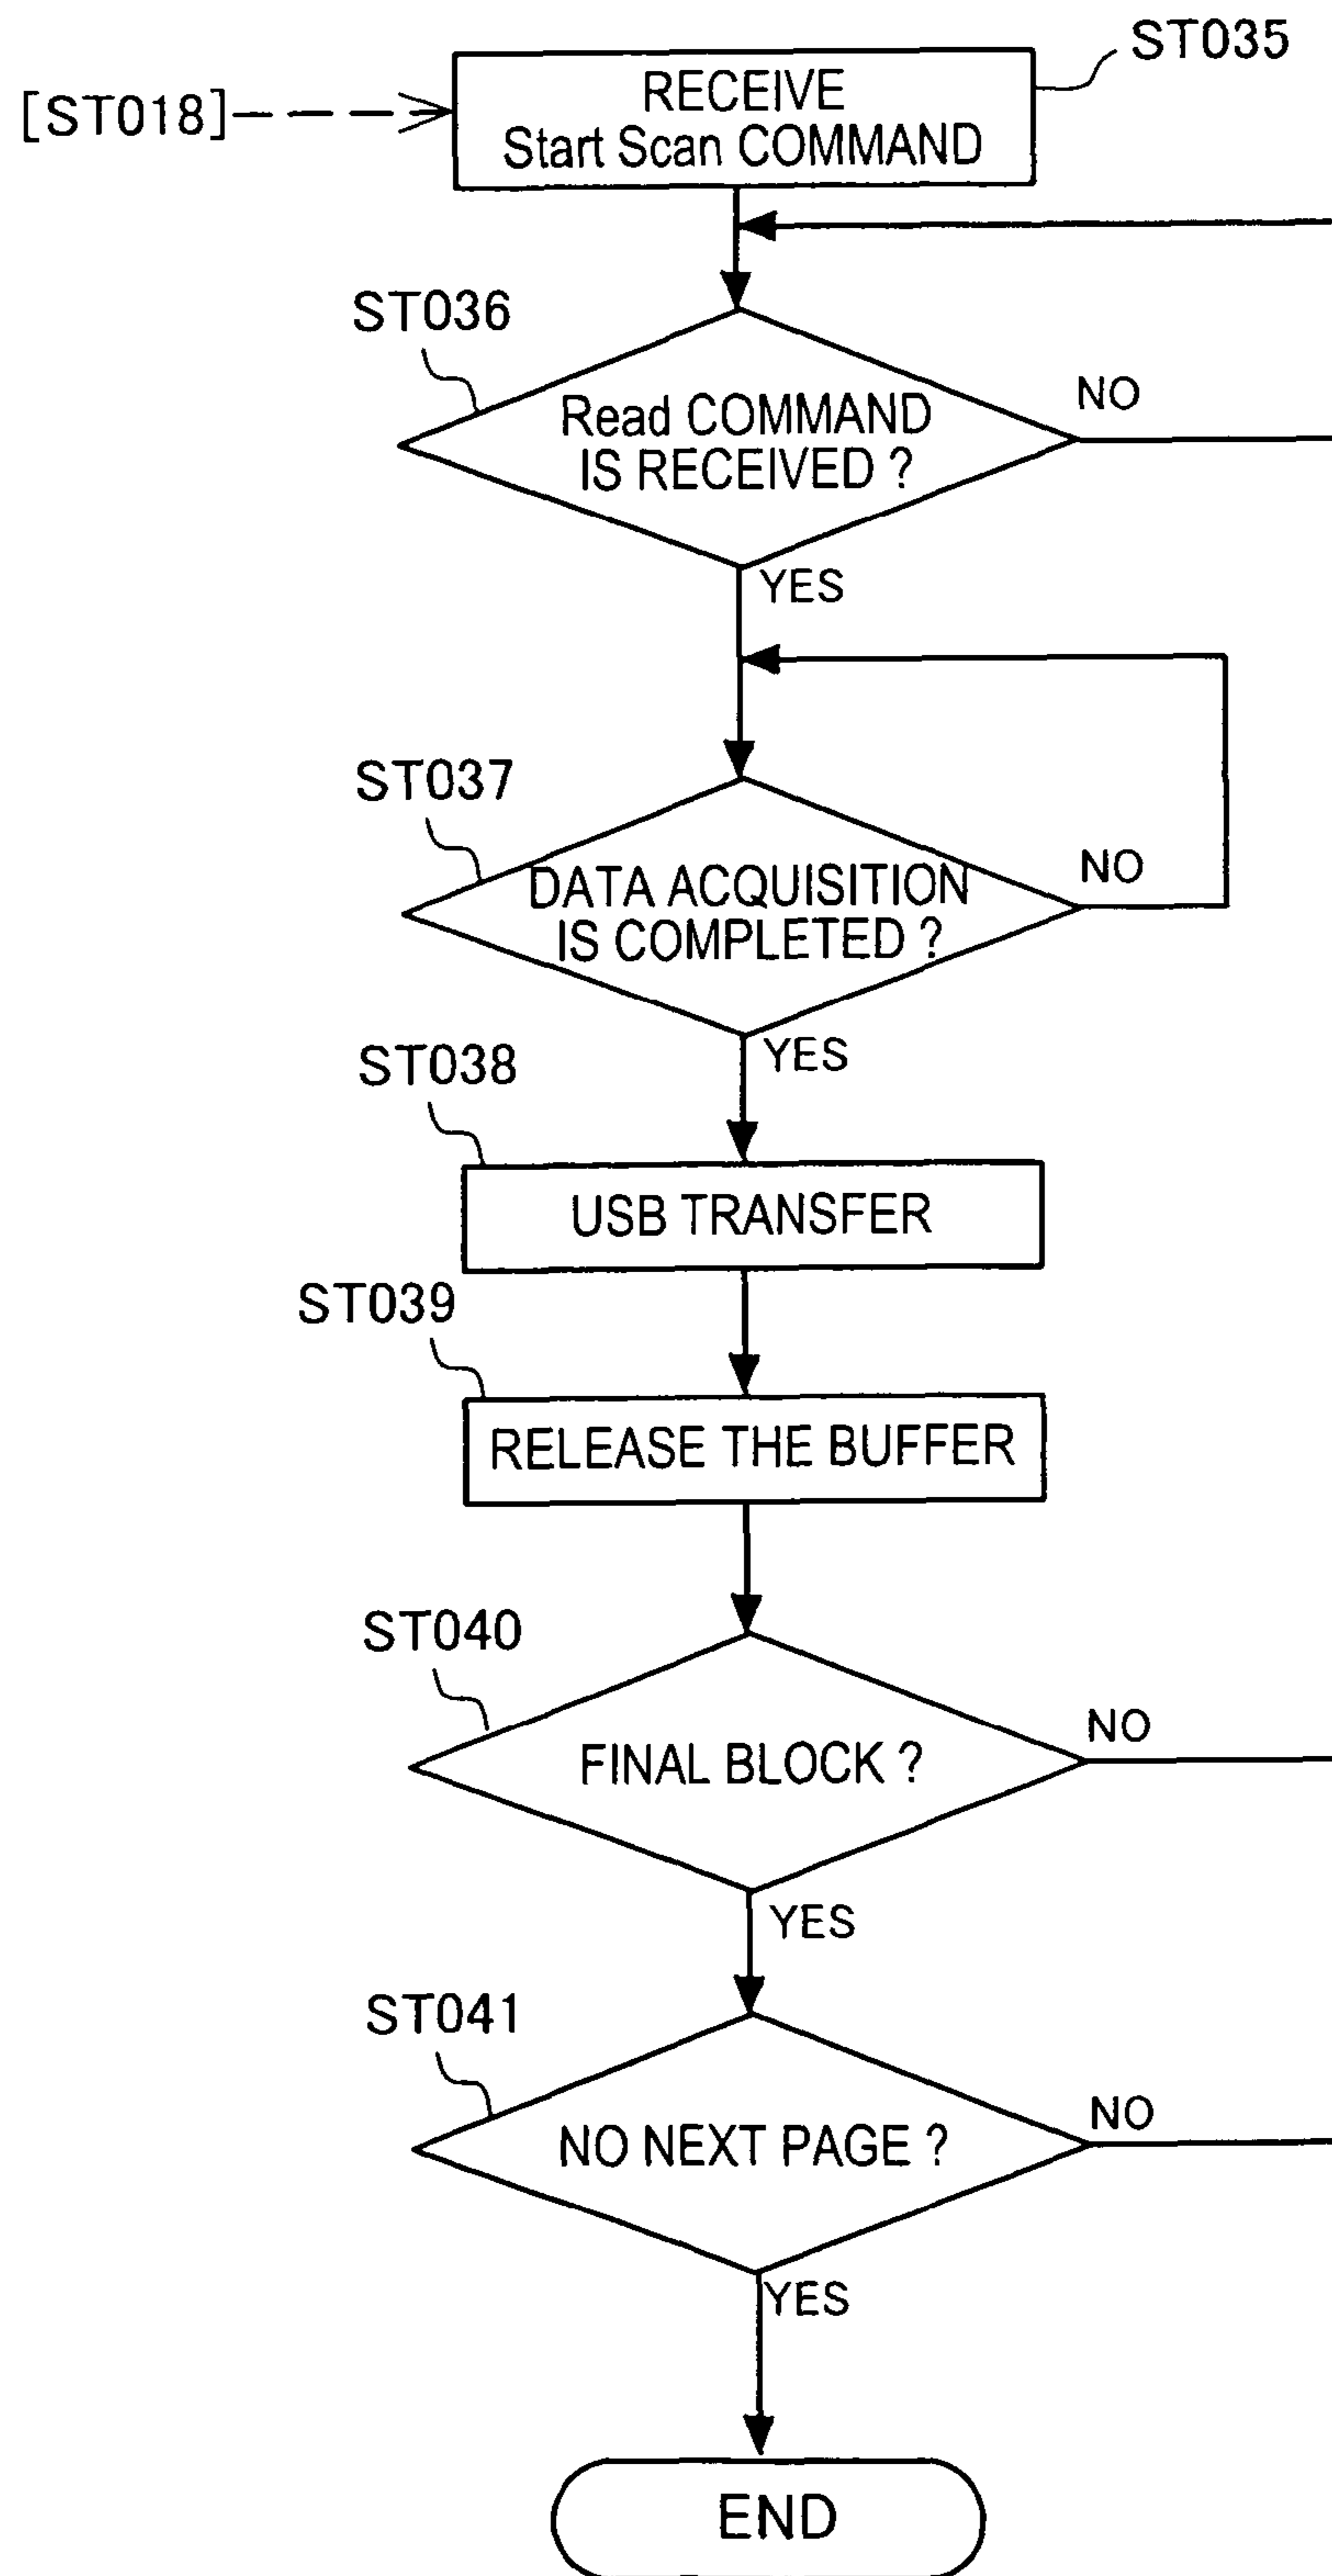 ST035
[ST018]
RECEIVE
Start Scan COMMAND
ST036
Read COMMAND
IS RECEIVED ?
NO
YES
ST037
DATA ACQUISITION
IS COMPLETED ?
NO
YES
ST038
USB TRANSFER
ST039
RELEASE THE BUFFER
ST040
FINAL BLOCK ?
NO
YES
ST041
NO NEXT PAGE ?
NO
YES
END